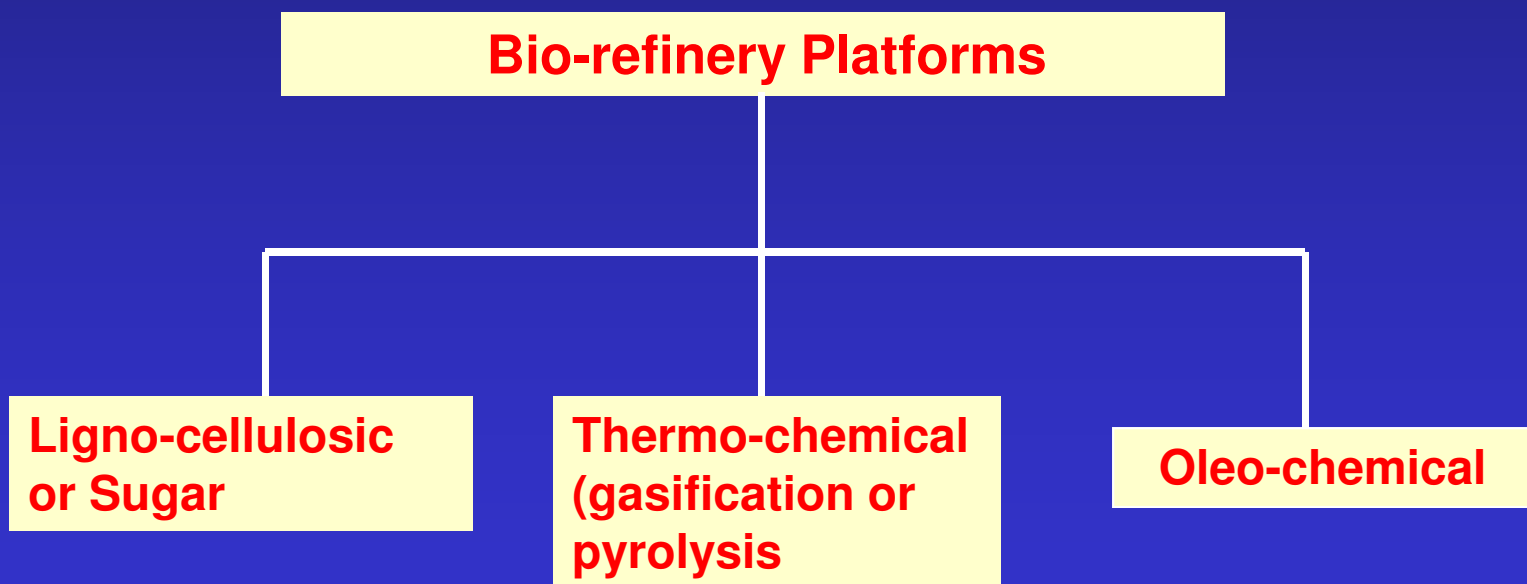 Bio-refinery Platforms
Ligno-cellulosic
or Sugar
Thermo-chemical
(gasification or
pyrolysis
Oleo-chemical